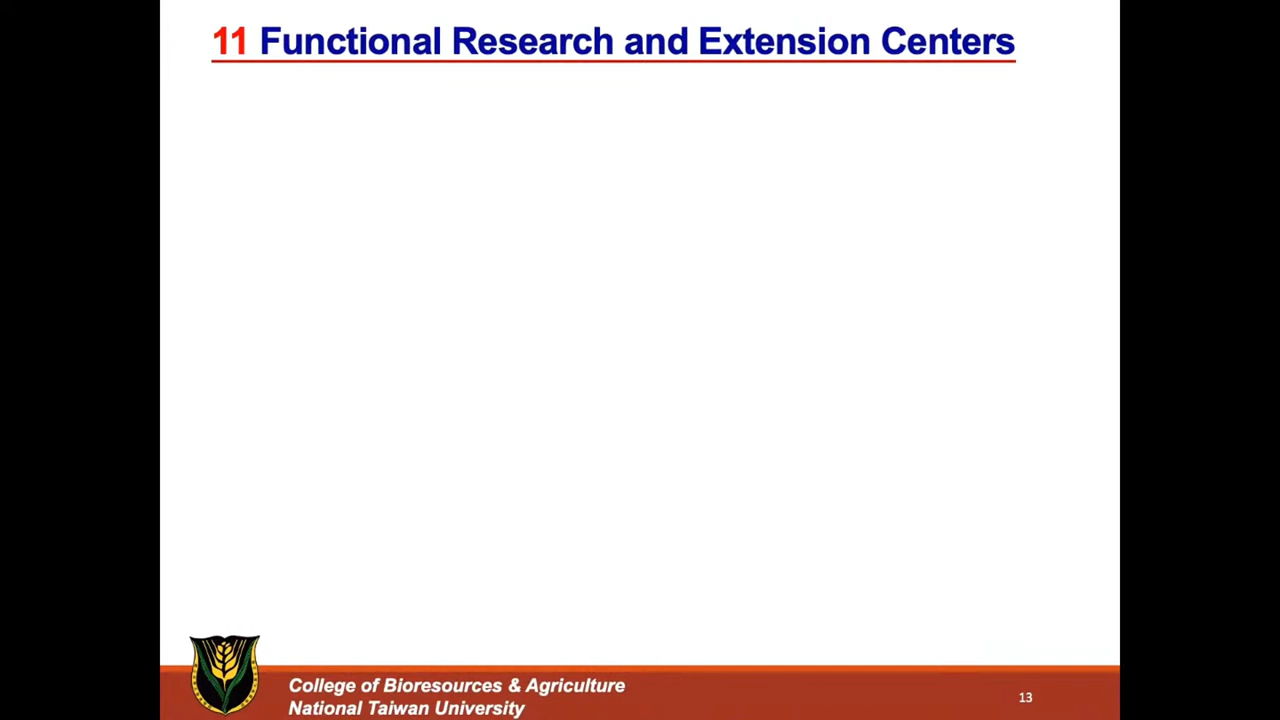 11 Functional Research and Extension Centers
College of Bioresources & Agriculture
National Taiwan University
13